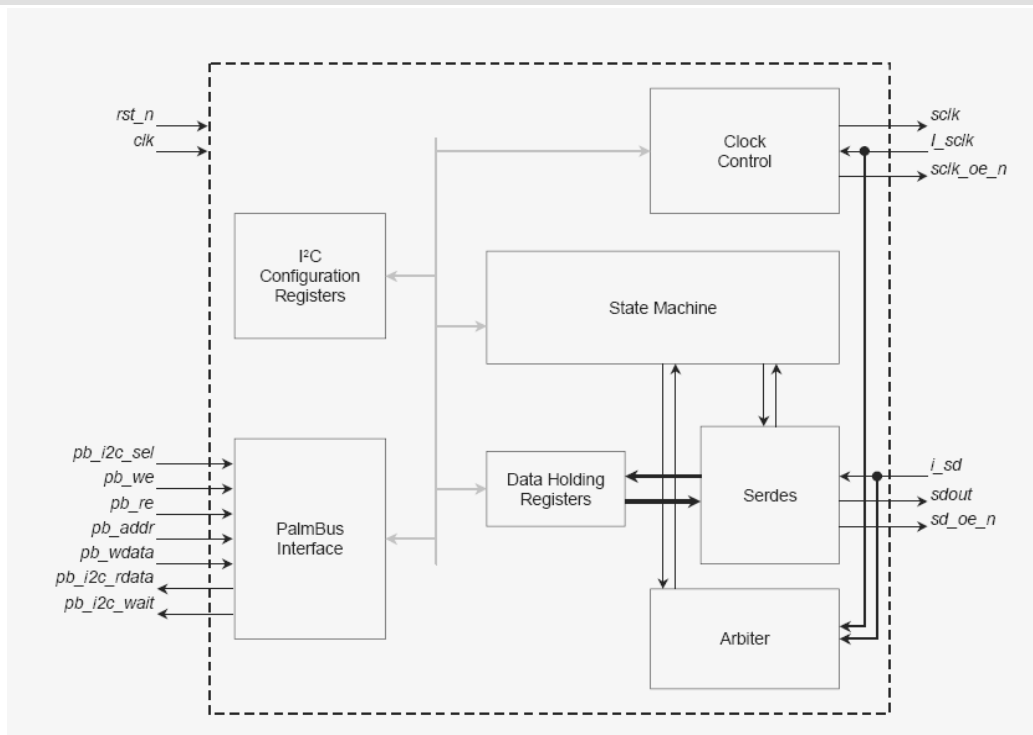 rst_n
clk
Clock
Control
sclk
I_sclk
sclk_oe_n
I²C
Configuration
Registers
State Machine
pb_i2c_sel
pb_we
pb_re
pb_addr
pb_wdata
pb_i2c_rdata
pb_i2c_wait
PalmBus
Interface
Data Holding
Registers
Serdes
i_sd
sdout
sd_oe_n
Arbiter